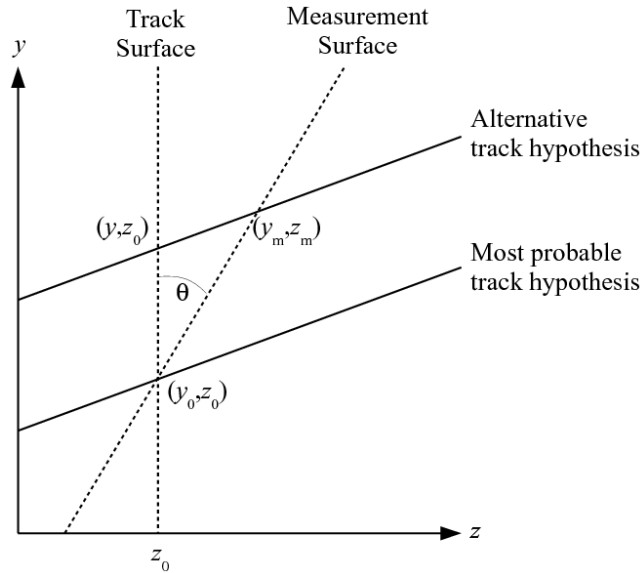 Track
Surface
Measurement
Surface
y
Alternative
track hypothesis
(y,z0)
(ym,zm)
θ
Most probable
track hypothesis
(y0,z0)
z
z0